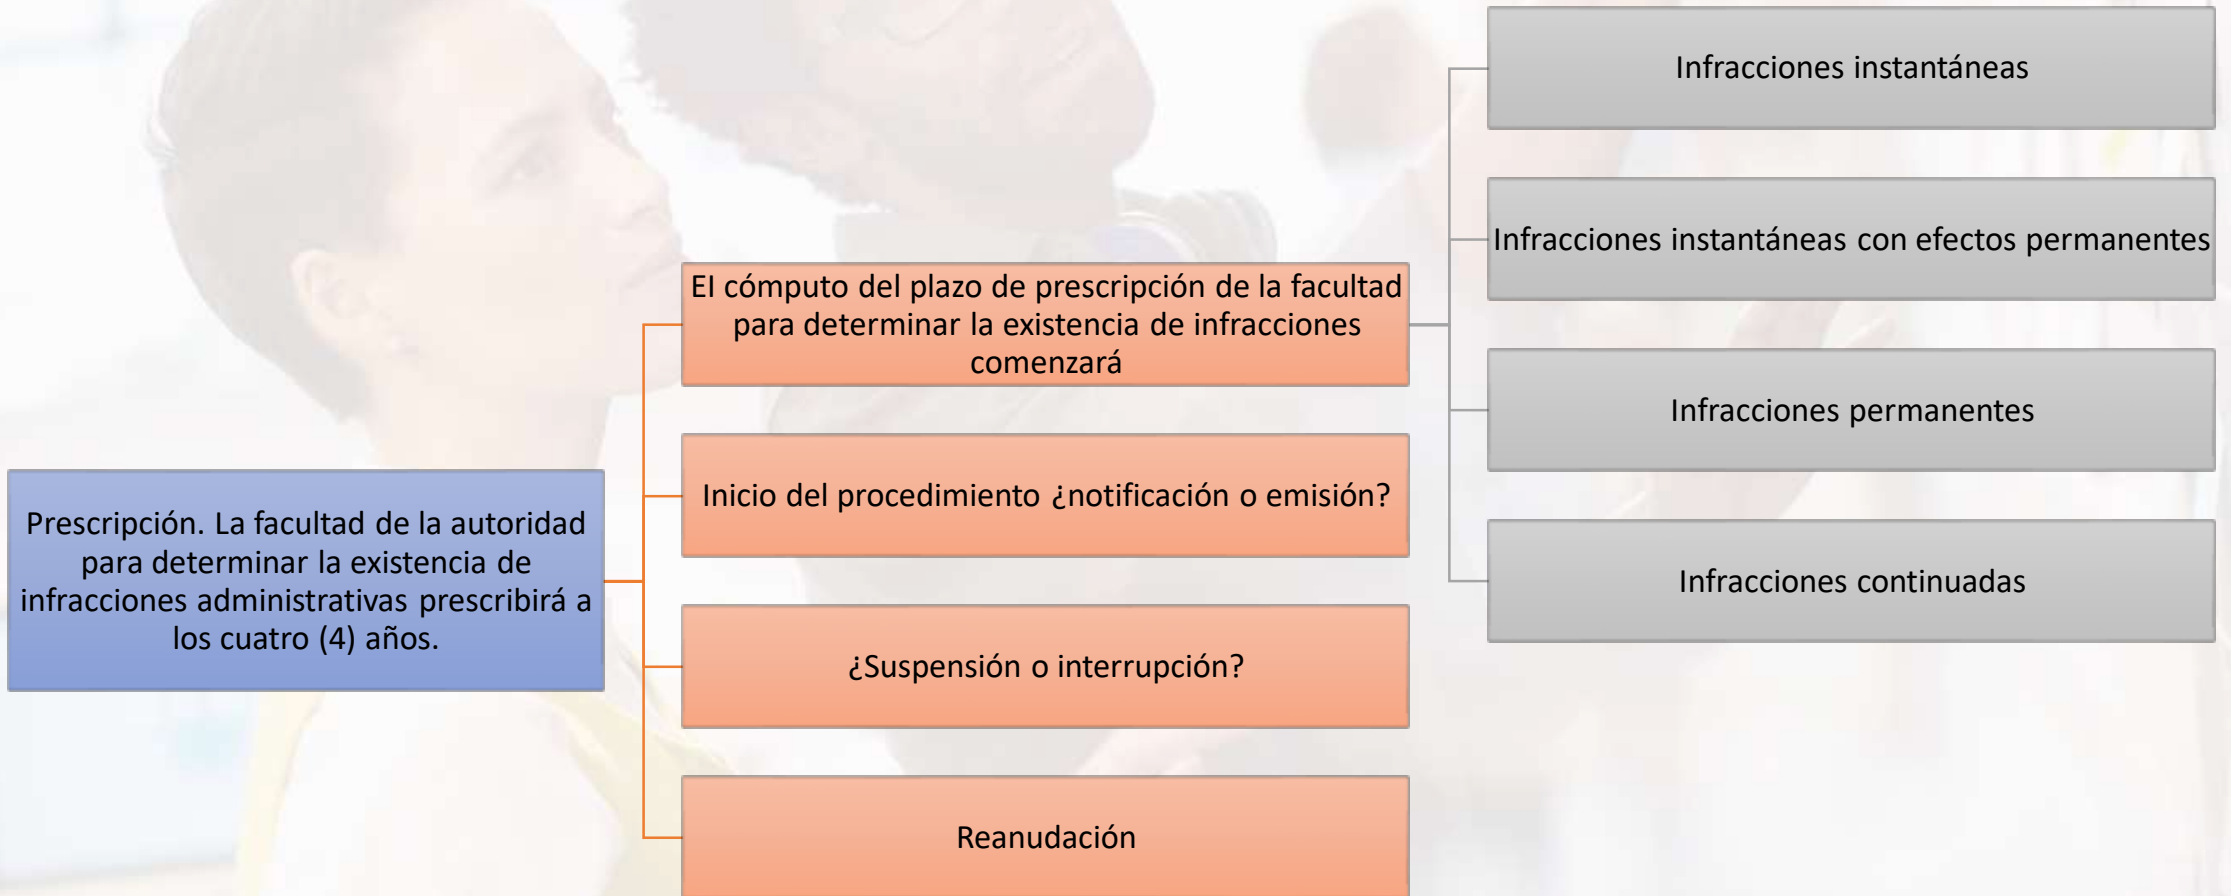 Prescripción. La facultad de la autoridad
para determinar la existencia de
infracciones administrativas prescribirá a
los cuatro (4) años.
El cómputo del plazo de prescripción de la facultad
para determinar la existencia de infracciones
comenzará
Inicio del procedimiento ¿notificación o emisión?
¿Suspensión o interrupción?
Reanudación
Infracciones instantáneas
Infracciones instantáneas con efectos permanentes
Infracciones permanentes
Infracciones continuadas